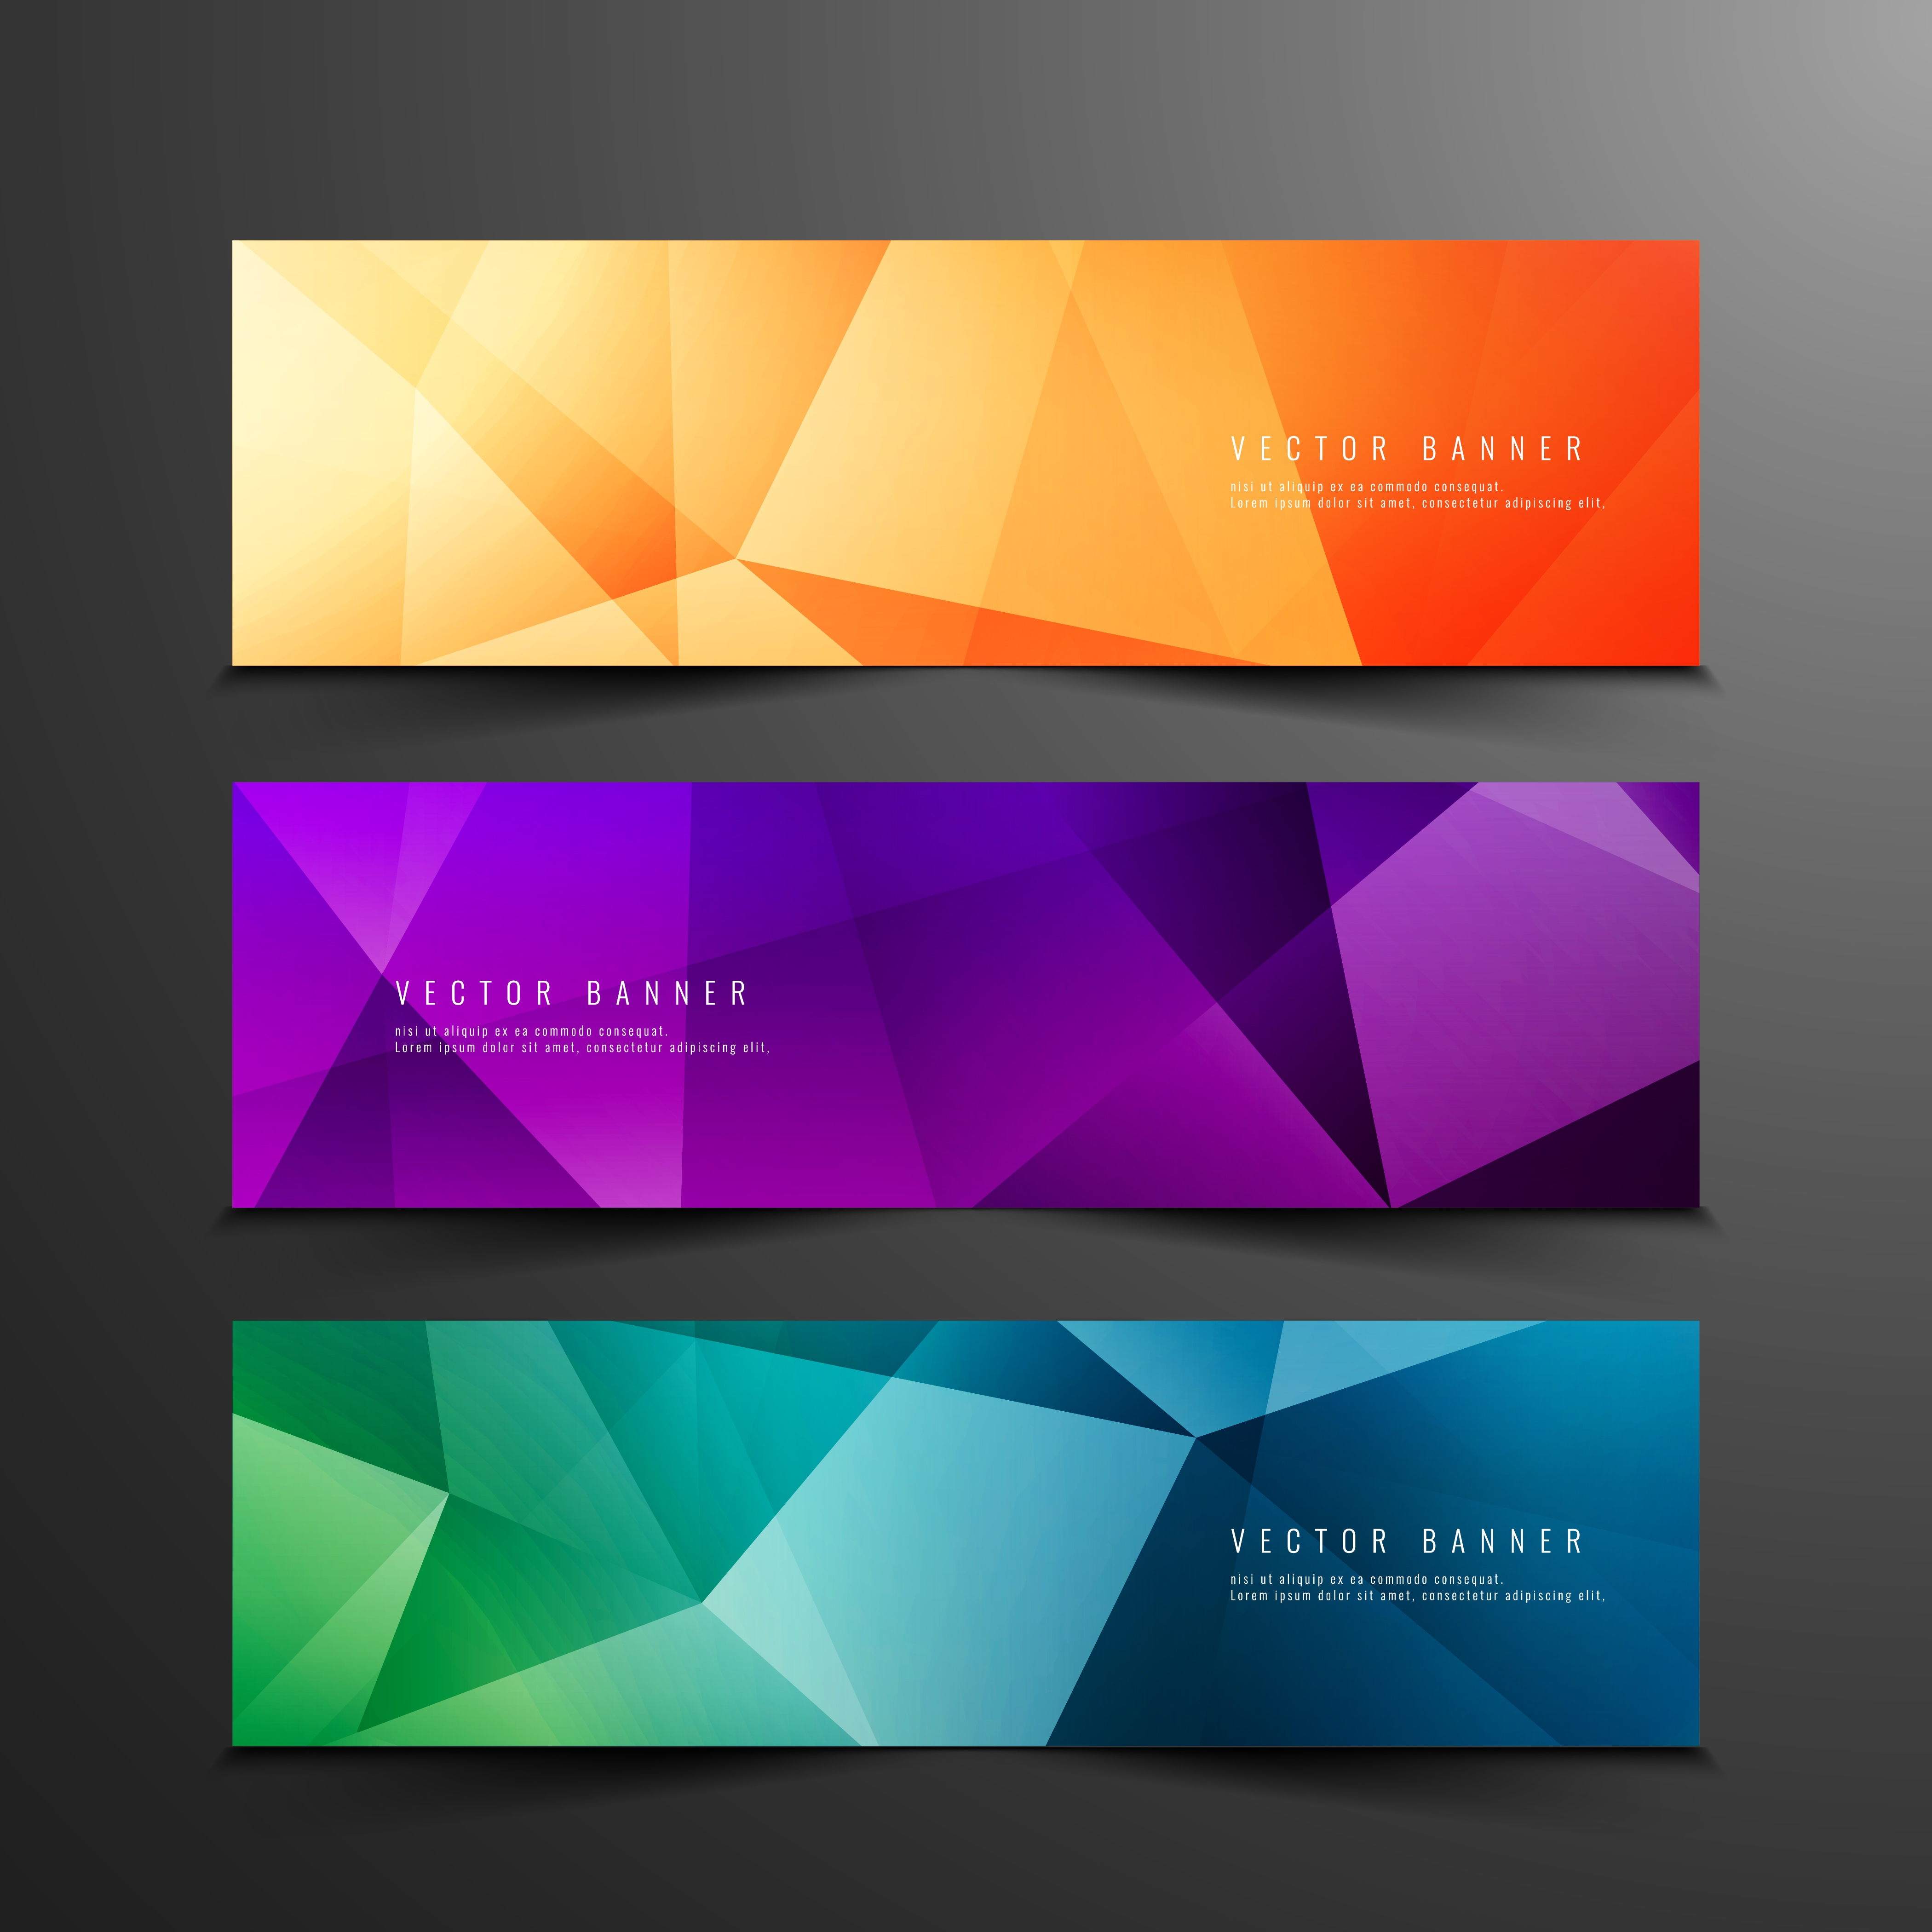 VECTOR BANNER
nisi ut aliquip ex ea commodo consequat.
Lorem ipsum dolor sit amet, consectetur adipiscing elit,
VECTOR BANNER
nisi ut aliquip ex ea commodo consequat.
Lorem ipsum dolor sit amet, consectetur adipiscing elit,
VECTOR BANNER
nisi ut aliquip ex ea commodo consequat.
Lorem ipsum dolor sit amet, consectetur adipiscing elit,